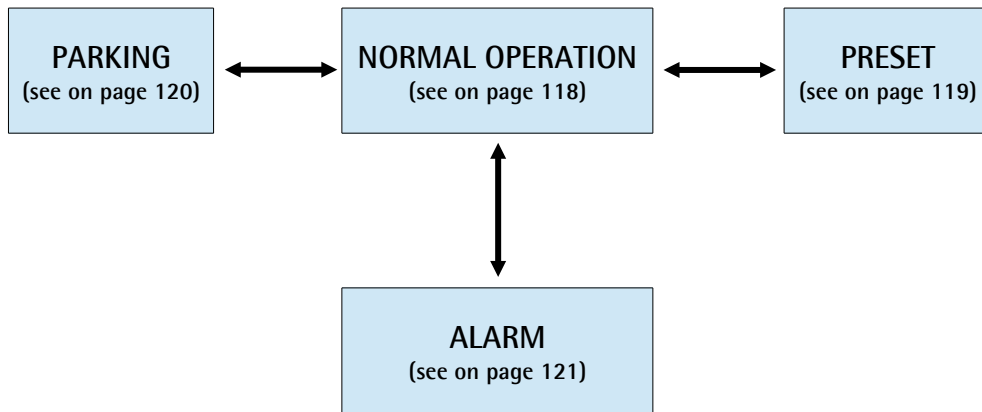 PARKING
(see on page 120)
NORMAL OPERATION
(see on page 118)
PRESET
(see on page 119)
ALARM
(see on page 121)